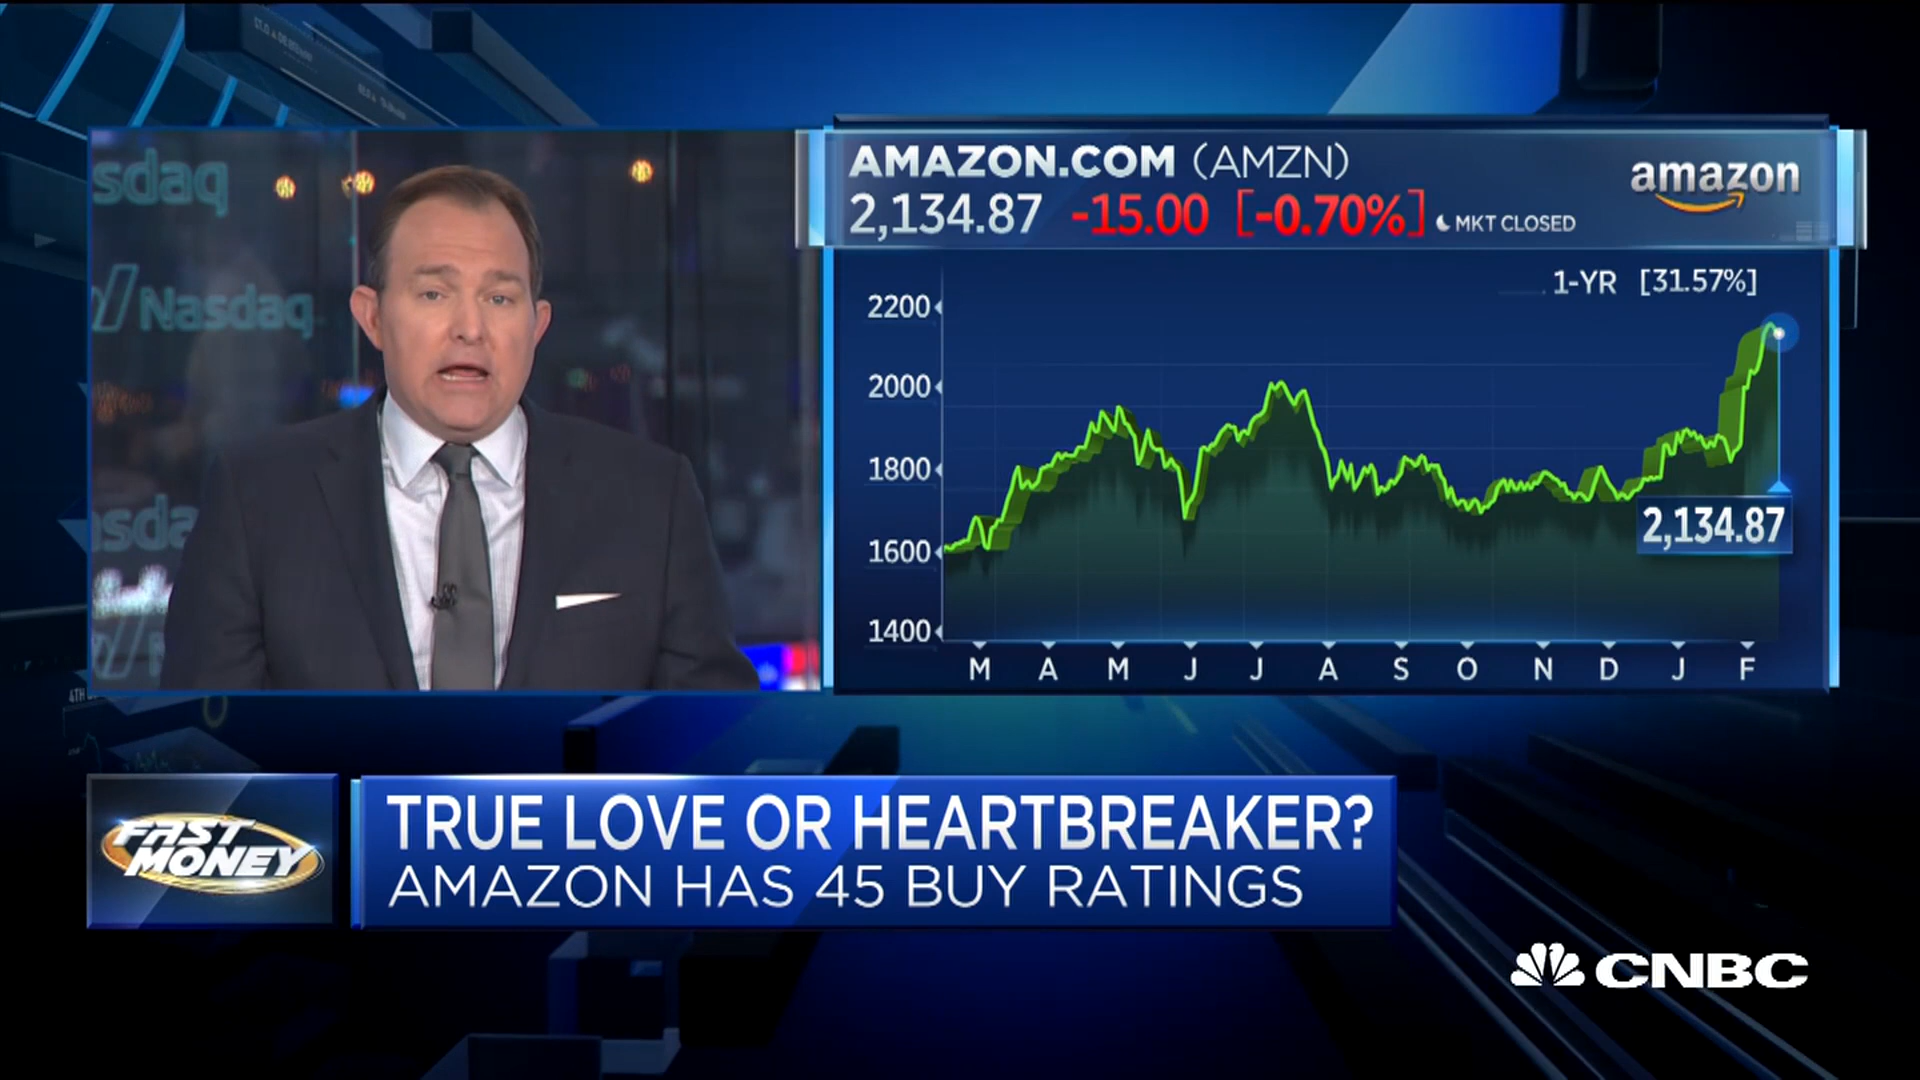 sdaq
Nasdaq
asda
AMAZON.COM (AMZN)
2,134.87 -15.00 [-0.70%] MKT CLOSED
amazon
1-YR [31.57%]
2200
2000
1800
1600
1400
2,134.87
M A M J J A S O N D J F
FAST
MONEY
TRUE LOVE OR HEARTBREAKER?
AMAZON HAS 45 BUY RATINGS
CNBC